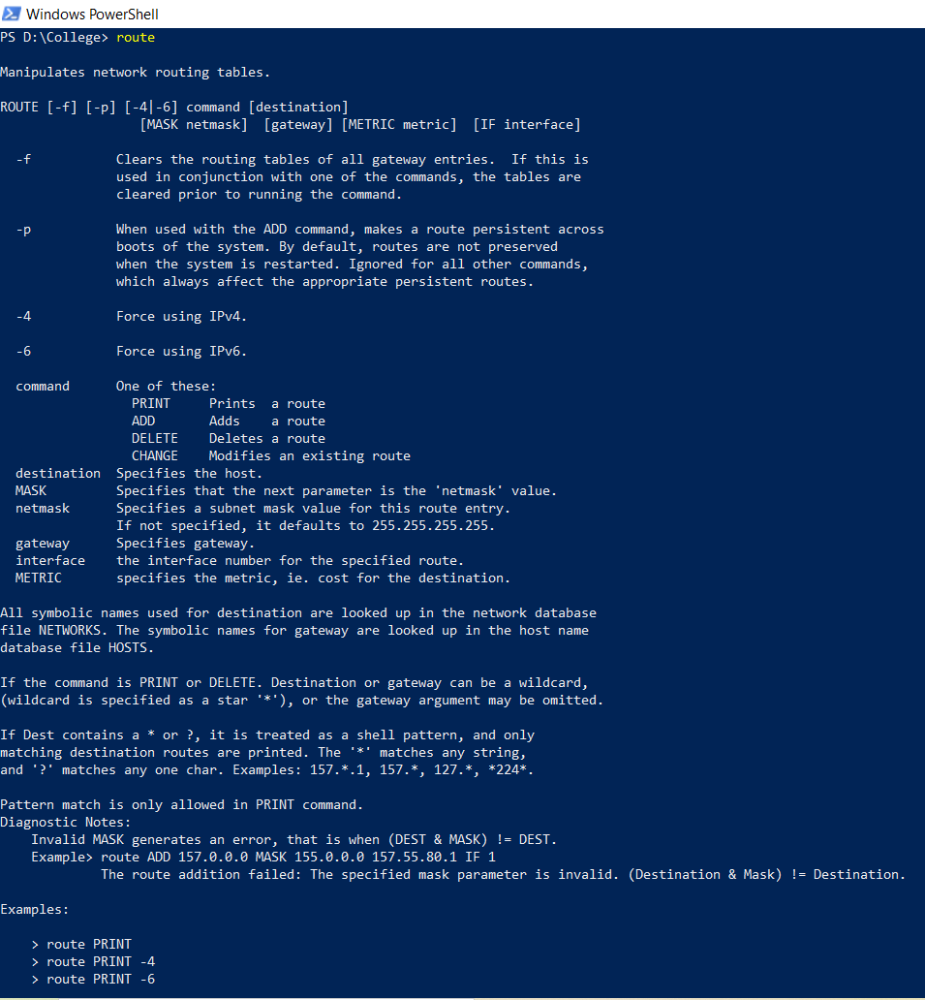 Windows PowerShell
PS D:\College> route

Manipulates network routing tables.

ROUTE [-f] [-p] [-4|-6] command [destination]
                  [MASK netmask]  [gateway] [METRIC metric]  [IF interface]

  -f           Clears the routing tables of all gateway entries.  If this is
               used in conjunction with one of the commands, the tables are
               cleared prior to running the command.

  -p           When used with the ADD command, makes a route persistent across
               boots of the system. By default, routes are not preserved
               when the system is restarted. Ignored for all other commands,
               which always affect the appropriate persistent routes.

  -4           Force using IPv4.

  -6           Force using IPv6.

  command      One of these:
                 PRINT     Prints  a route
                 ADD       Adds    a route
                 DELETE    Deletes a route
                 CHANGE    Modifies an existing route
  destination  Specifies the host.
  MASK         Specifies that the next parameter is the 'netmask' value.
  netmask      Specifies a subnet mask value for this route entry.
               If not specified, it defaults to 255.255.255.255.
  gateway      Specifies gateway.
  interface    the interface number for the specified route.
  METRIC       specifies the metric, ie. cost for the destination.

All symbolic names used for destination are looked up in the network database
file NETWORKS. The symbolic names for gateway are looked up in the host name
database file HOSTS.

If the command is PRINT or DELETE. Destination or gateway can be a wildcard,
(wildcard is specified as a star '*'), or the gateway argument may be omitted.

If Dest contains a * or ?, it is treated as a shell pattern, and only
matching destination routes are printed. The '*' matches any string,
and '?' matches any one char. Examples: 157.*.1, 157.*, 127.*, *224*.

Pattern match is only allowed in PRINT command.
Diagnostic Notes:
    Invalid MASK generates an error, that is when (DEST & MASK) != DEST.
    Example> route ADD 157.0.0.0 MASK 155.0.0.0 157.55.80.1 IF 1
             The route addition failed: The specified mask parameter is invalid. (Destination & Mask) != Destination.

Examples:

    > route PRINT
    > route PRINT -4
    > route PRINT -6